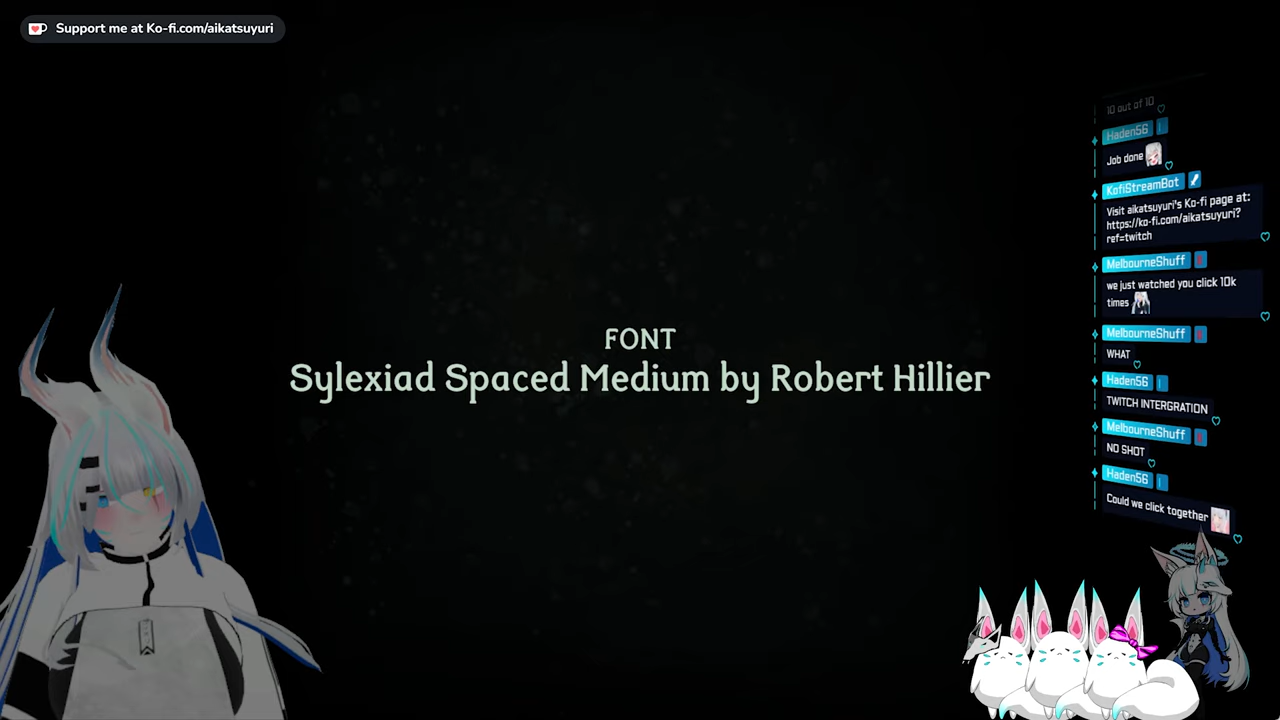 Support me at Ko-fi.com/aikatsuyuri
FONT
Sylexiad Spaced Medium by Robert Hillier
10 out of 10
Haden56
Job done
KofiStreamBot
Visit aikatsuyuri's Ko-fi page at:
https://ko-fi.com/aikatsuyuri?
ref=twitch
MelbourneShuff
we just watched you click 10k
times
MelbourneShuff
WHAT
Haden56
TWITCH INTERGRATION
MelbourneShuff
NO SHOT
Haden56
Could we click together